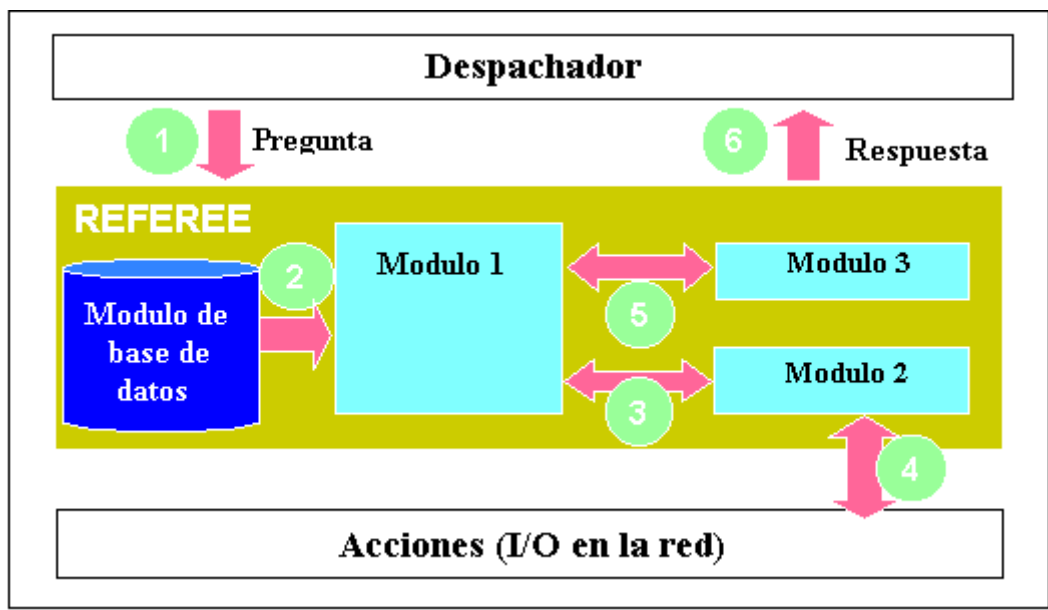 Despachador
1
Pregunta
6
Respuesta
REFEREE
2
Modulo 1
Modulo 3
Modulo de
base de
datos
5
Modulo 2
3
4
Acciones (I/O en la red)